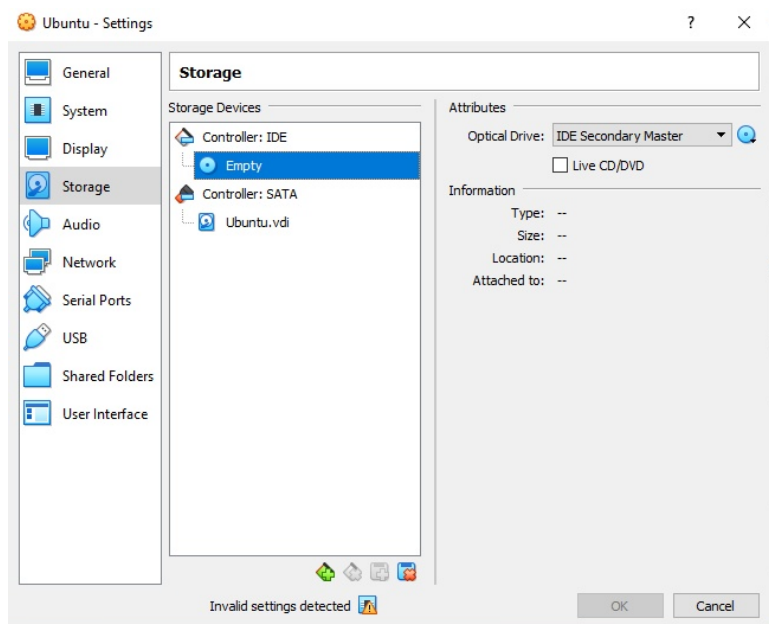 Ubuntu - Settings
?
General
System
Display
Storage
Audio
Network
Serial Ports
USB
Shared Folders
User Interface
Storage
Storage Devices
Controller: IDE
Empty
Controller: SATA
Ubuntu.vdi
Attributes
Optical Drive: IDE Secondary Master
Live CD/DVD
Information
Type: --
Size: --
Location: --
Attached to: --
Invalid settings detected
OK
Cancel